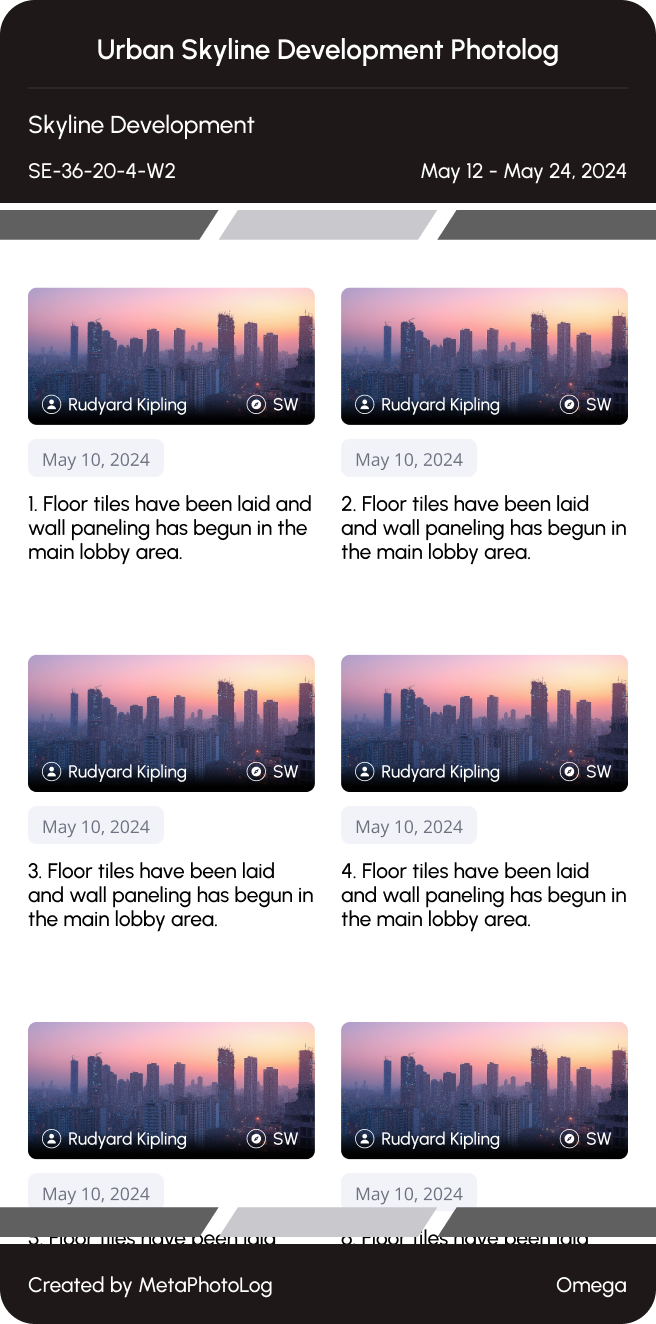 Urban Skyline Development Photolog
Skyline Development
SE-36-20-4-W2
May 12 - May 24, 2024
Rudyard Kipling
SW
May 10, 2024
1. Floor tiles have been laid and
wall paneling has begun in the
main lobby area.
Rudyard Kipling
SW
May 10, 2024
2. Floor tiles have been laid
and wall paneling has begun in
the main lobby area.
Rudyard Kipling
SW
May 10, 2024
3. Floor tiles have been laid
and wall paneling has begun in
the main lobby area.
Rudyard Kipling
SW
May 10, 2024
4. Floor tiles have been laid
and wall paneling has begun in
the main lobby area.
Rudyard Kipling
SW
May 10, 2024
5. Floor tiles have been laid
Rudyard Kipling
SW
May 10, 2024
6. Floor tiles have been laid
Created by MetaPhotoLog
Omega